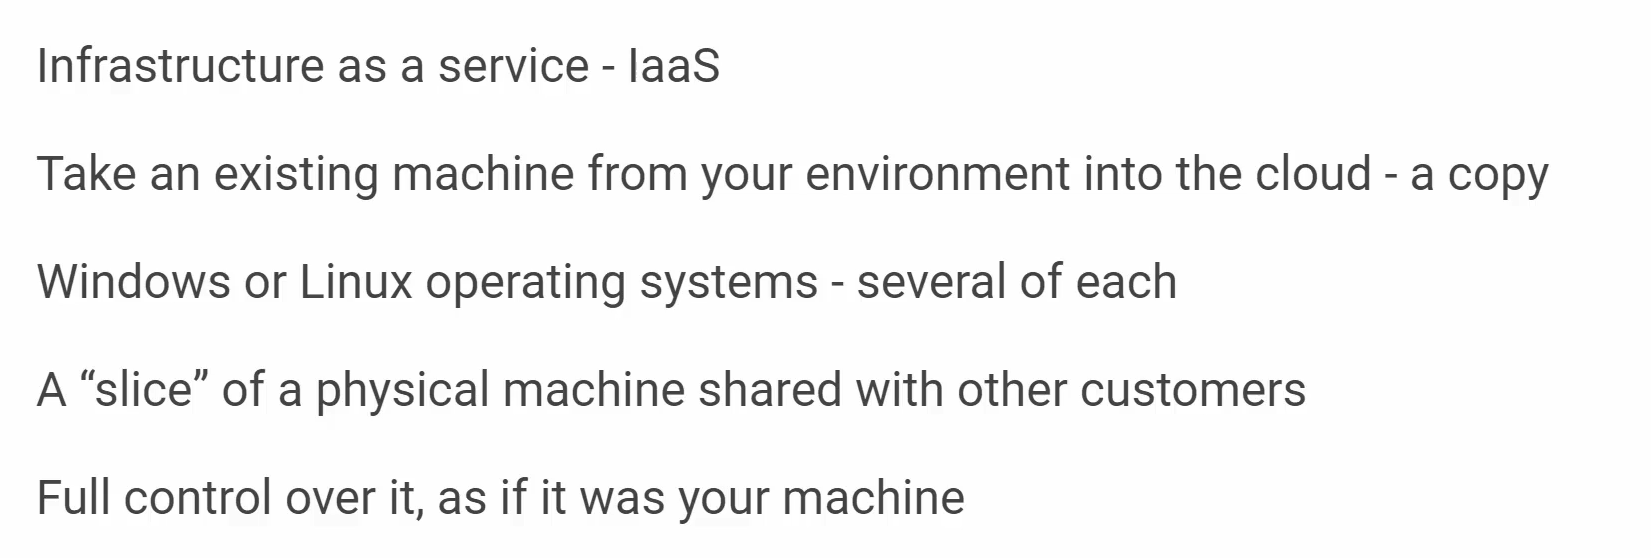 Infrastructure as a service - IaaS
Take an existing machine from your environment into the cloud - a copy
Windows or Linux operating systems - several of each
A “slice” of a physical machine shared with other customers
Full control over it, as if it was your machine